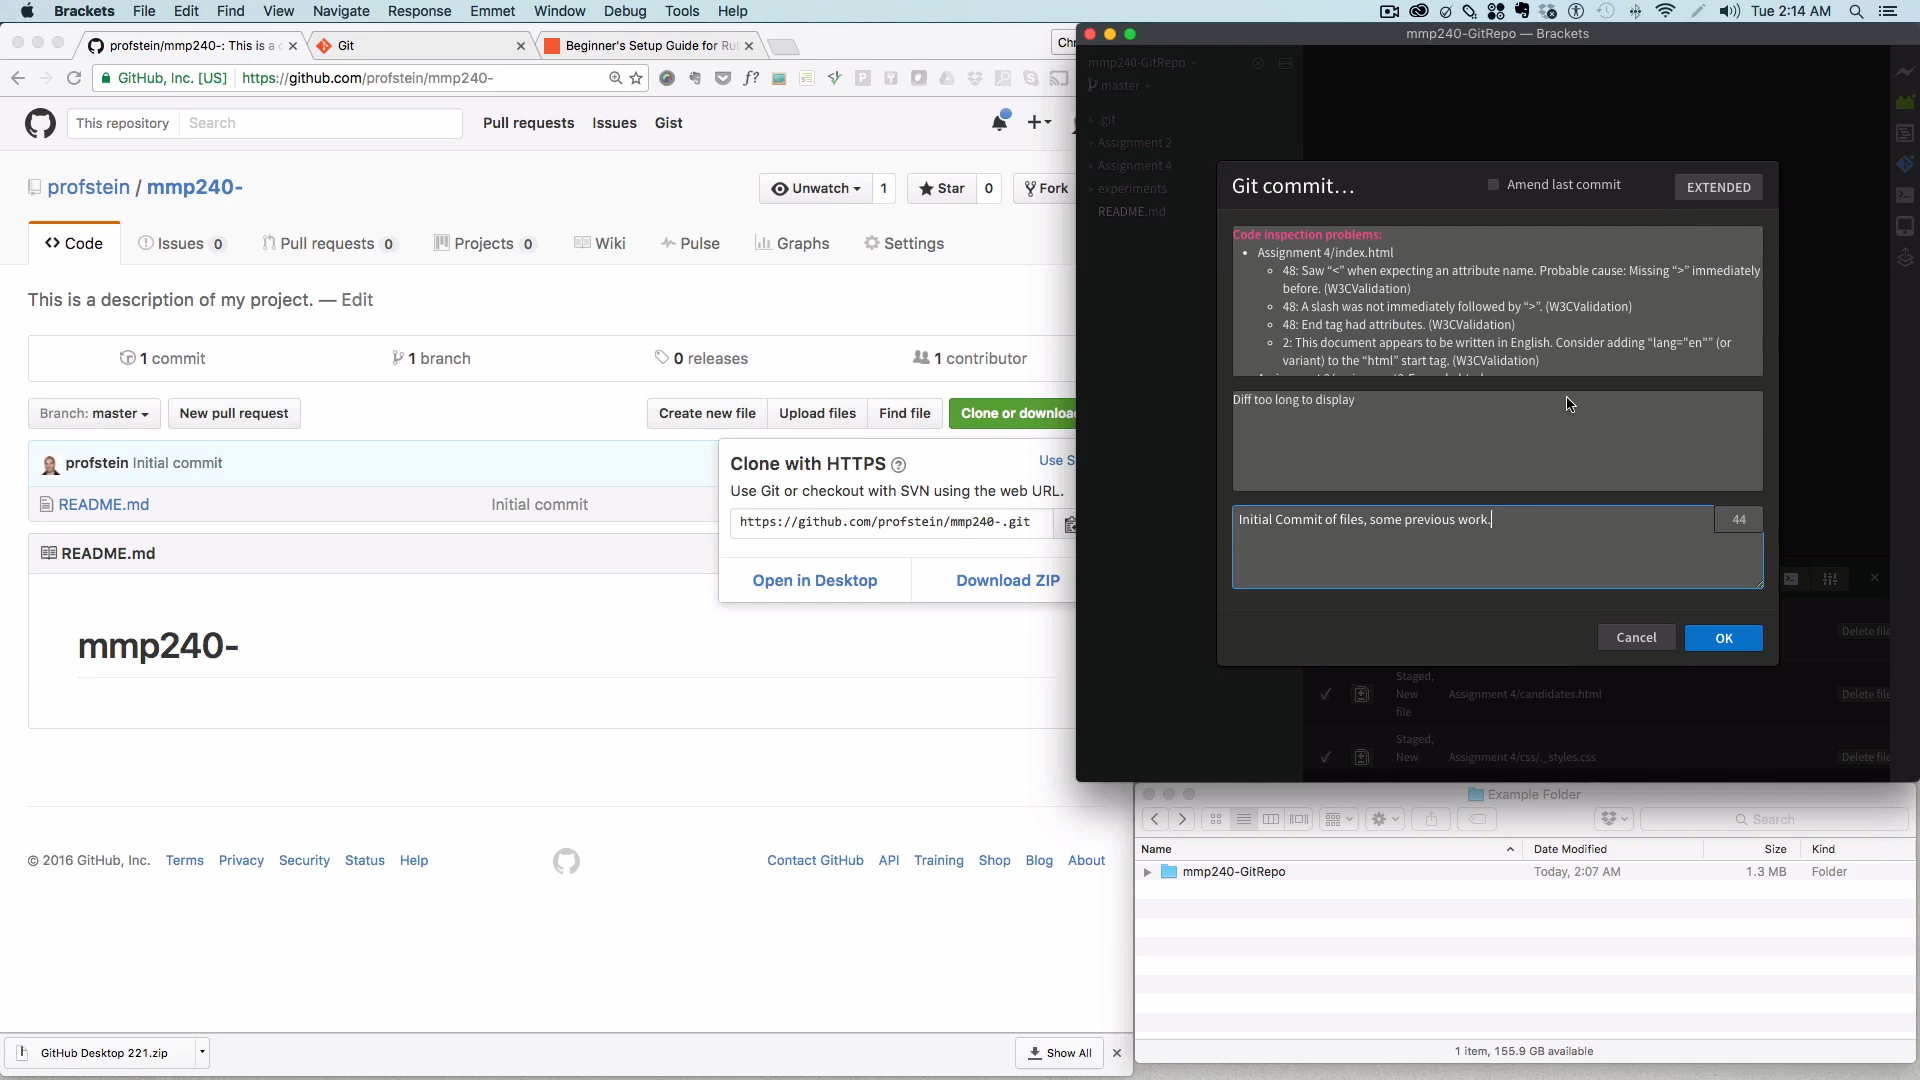 Brackets File Edit Find View Navigate Response Emmet Window Debug Tools Help
Tue 2:14 AM
profstein/mmp240-: This is a
Git
Beginner's Setup Guide for Ru
GitHub, Inc. [US] https://github.com/profstein/mmp240-
This repository Search
Pull requests Issues Gist
profstein / mmp240-
Unwatch 1 Star 0 Fork
Code Issues 0 Pull requests 0 Projects 0 Wiki Pulse Graphs Settings
This is a description of my project. — Edit
1 commit 1 branch 0 releases 1 contributor
Branch: master New pull request Create new file Upload files Find file Clone or downloa
profstein Initial commit
README.md Initial commit
README.md
mmp240-
Clone with HTTPS ?
Use S
Use Git or checkout with SVN using the web URL.
https://github.com/profstein/mmp240-.git
Open in Desktop Download ZIP
© 2016 GitHub, Inc. Terms Privacy Security Status Help Contact GitHub API Training Shop Blog About
GitHub Desktop 221.zip
Show All
mmp240-GitRepo — Brackets
mmp240-GitRepo
master
.git
Assignment 2
Assignment 4
experiments
README.md
Git commit…
Amend last commit
EXTENDED
Code inspection problems:
Assignment 4/index.html
48: Saw “<” when expecting an attribute name. Probable cause: Missing “>” immediately
before. (W3CValidation)
48: A slash was not immediately followed by “>”. (W3CValidation)
48: End tag had attributes. (W3CValidation)
2: This document appears to be written in English. Consider adding “lang="en"” (or
variant) to the “html” start tag. (W3CValidation)
Diff too long to display
Initial Commit of files, some previous work.
44
Cancel OK
Delete file
Staged,
New
file
Assignment 4/candidates.html
Delete file
Staged,
New
Assignment 4/css/._styles.css
Delete file
Example Folder
Search
Name Date Modified Size Kind
mmp240-GitRepo Today, 2:07 AM 1.3 MB Folder
1 item, 155.9 GB available